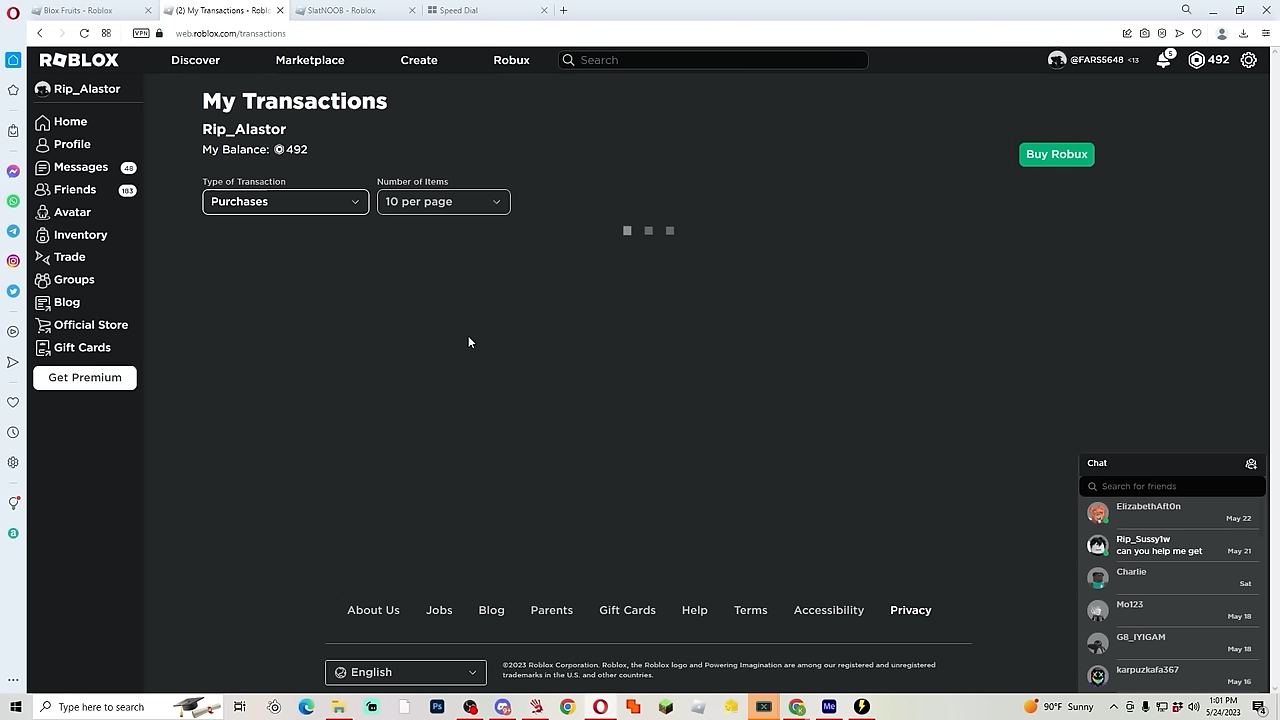 Blox Fruits - Roblox
(2) My Transactions - Roblo
SlatNOOB - Roblox
Speed Dial
VPN
web.roblox.com/transactions
ROBLOX
Discover
Marketplace
Create
Robux
Search
@FARS5648 <13
5
492
Rip_Alastor
Home
Profile
Messages 48
Friends 183
Avatar
Inventory
Trade
Groups
Blog
Official Store
Gift Cards
Get Premium
My Transactions
Rip_Alastor
My Balance: 492
Buy Robux
Type of Transaction
Number of Items
Purchases
10 per page
Chat
Search for friends
ElizabethAft0n
May 22
Rip_Sussy1w
can you help me get
May 21
Charlie
Sat
Mo123
May 18
G8_IYIGAM
May 18
karpuzkafa367
May 16
About Us
Jobs
Blog
Parents
Gift Cards
Help
Terms
Accessibility
Privacy
English
©2023 Roblox Corporation. Roblox, the Roblox logo and Powering Imagination are among our registered and unregistered
trademarks in the U.S. and other countries.
Type here to search
Ps
Me
90°F Sunny
1:01 PM
5/24/2023
4